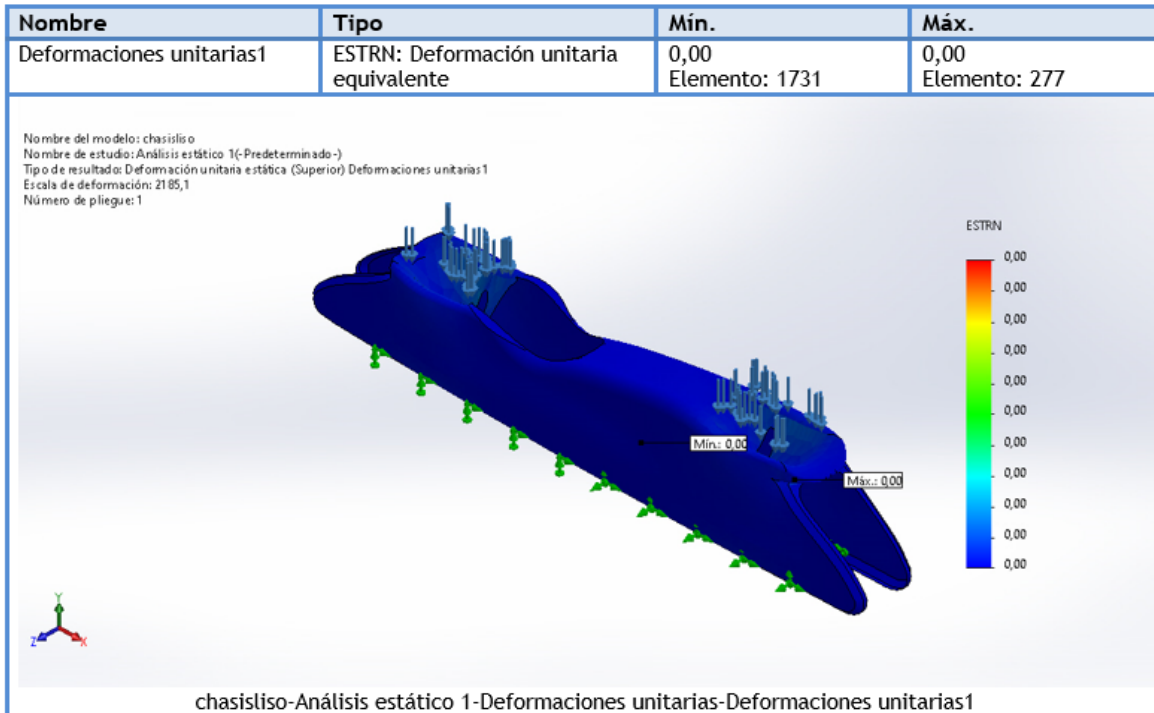 Nombre Tipo Mín. Máx.
Deformaciones unitarias1 ESTRN: Deformación unitaria equivalente 0,00 Elemento: 1731 0,00 Elemento: 277
Nombre del modelo: chasisliso
Nombre de estudio: Análisis estático 1(-Predeterminado-)
Tipo de resultado: Deformación unitaria estática (Superior) Deformaciones unitarias1
Escala de deformación: 2185,1
Número de pliegue: 1
ESTRN
0,00
0,00
0,00
0,00
0,00
0,00
0,00
0,00
0,00
0,00
0,00
Mín.: 0,00
Máx.: 0,00
Y
Z
X
chasisliso-Análisis estático 1-Deformaciones unitarias-Deformaciones unitarias1